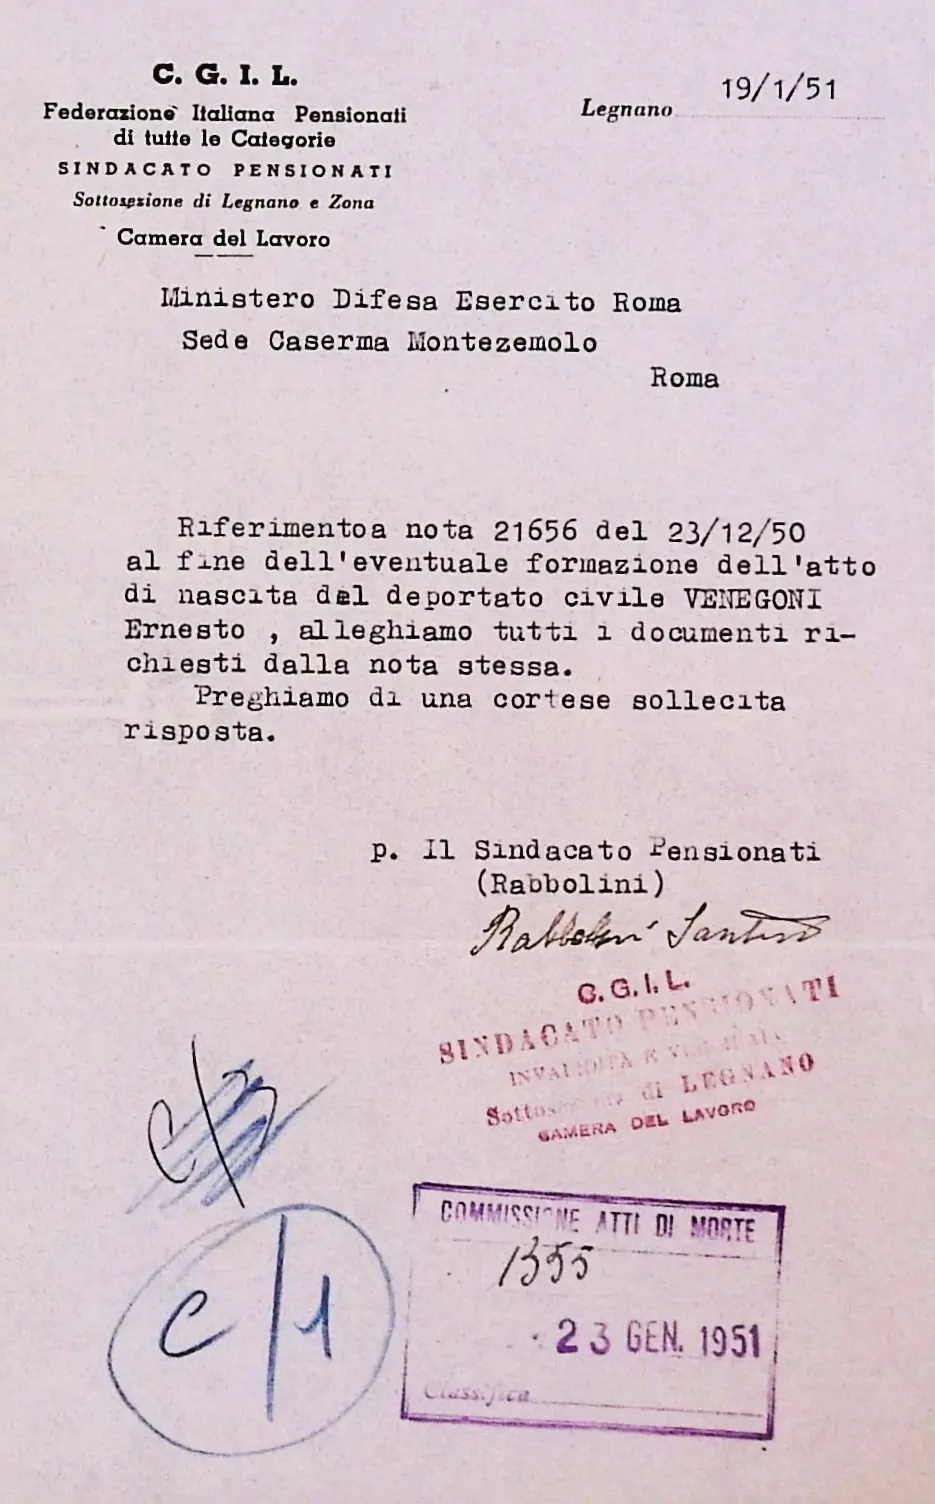 C. G. I. L.
Federazione Italiana Pensionati
di tutte le Categorie
SINDACATO PENSIONATI
Sottosezione di Legnano e Zona
Camera del Lavoro
Legnano 19/1/51
Ministero Difesa Esercito Roma
Sede Caserma Montezemolo
Roma
Riferimentoa nota 21656 del 23/12/50
al fine dell'eventuale formazione dell'atto
di nascita del deportato civile VENEGONI
Ernesto , alleghiamo tutti i documenti ri-
chiesti dalla nota stessa.
Preghiamo di una cortese sollecita
risposta.
p. Il Sindacato Pensionati
(Rabbolini)
Rabbolini Santino
C.G.I.L.
SINDACATO PENSIONATI
INVALIDITÀ E
di LEGNANO
CAMERA DEL LAVORO
C/3
C/1
COMMISSIONE ATTI DI MORTE
1355
23 GEN. 1951
Classifica